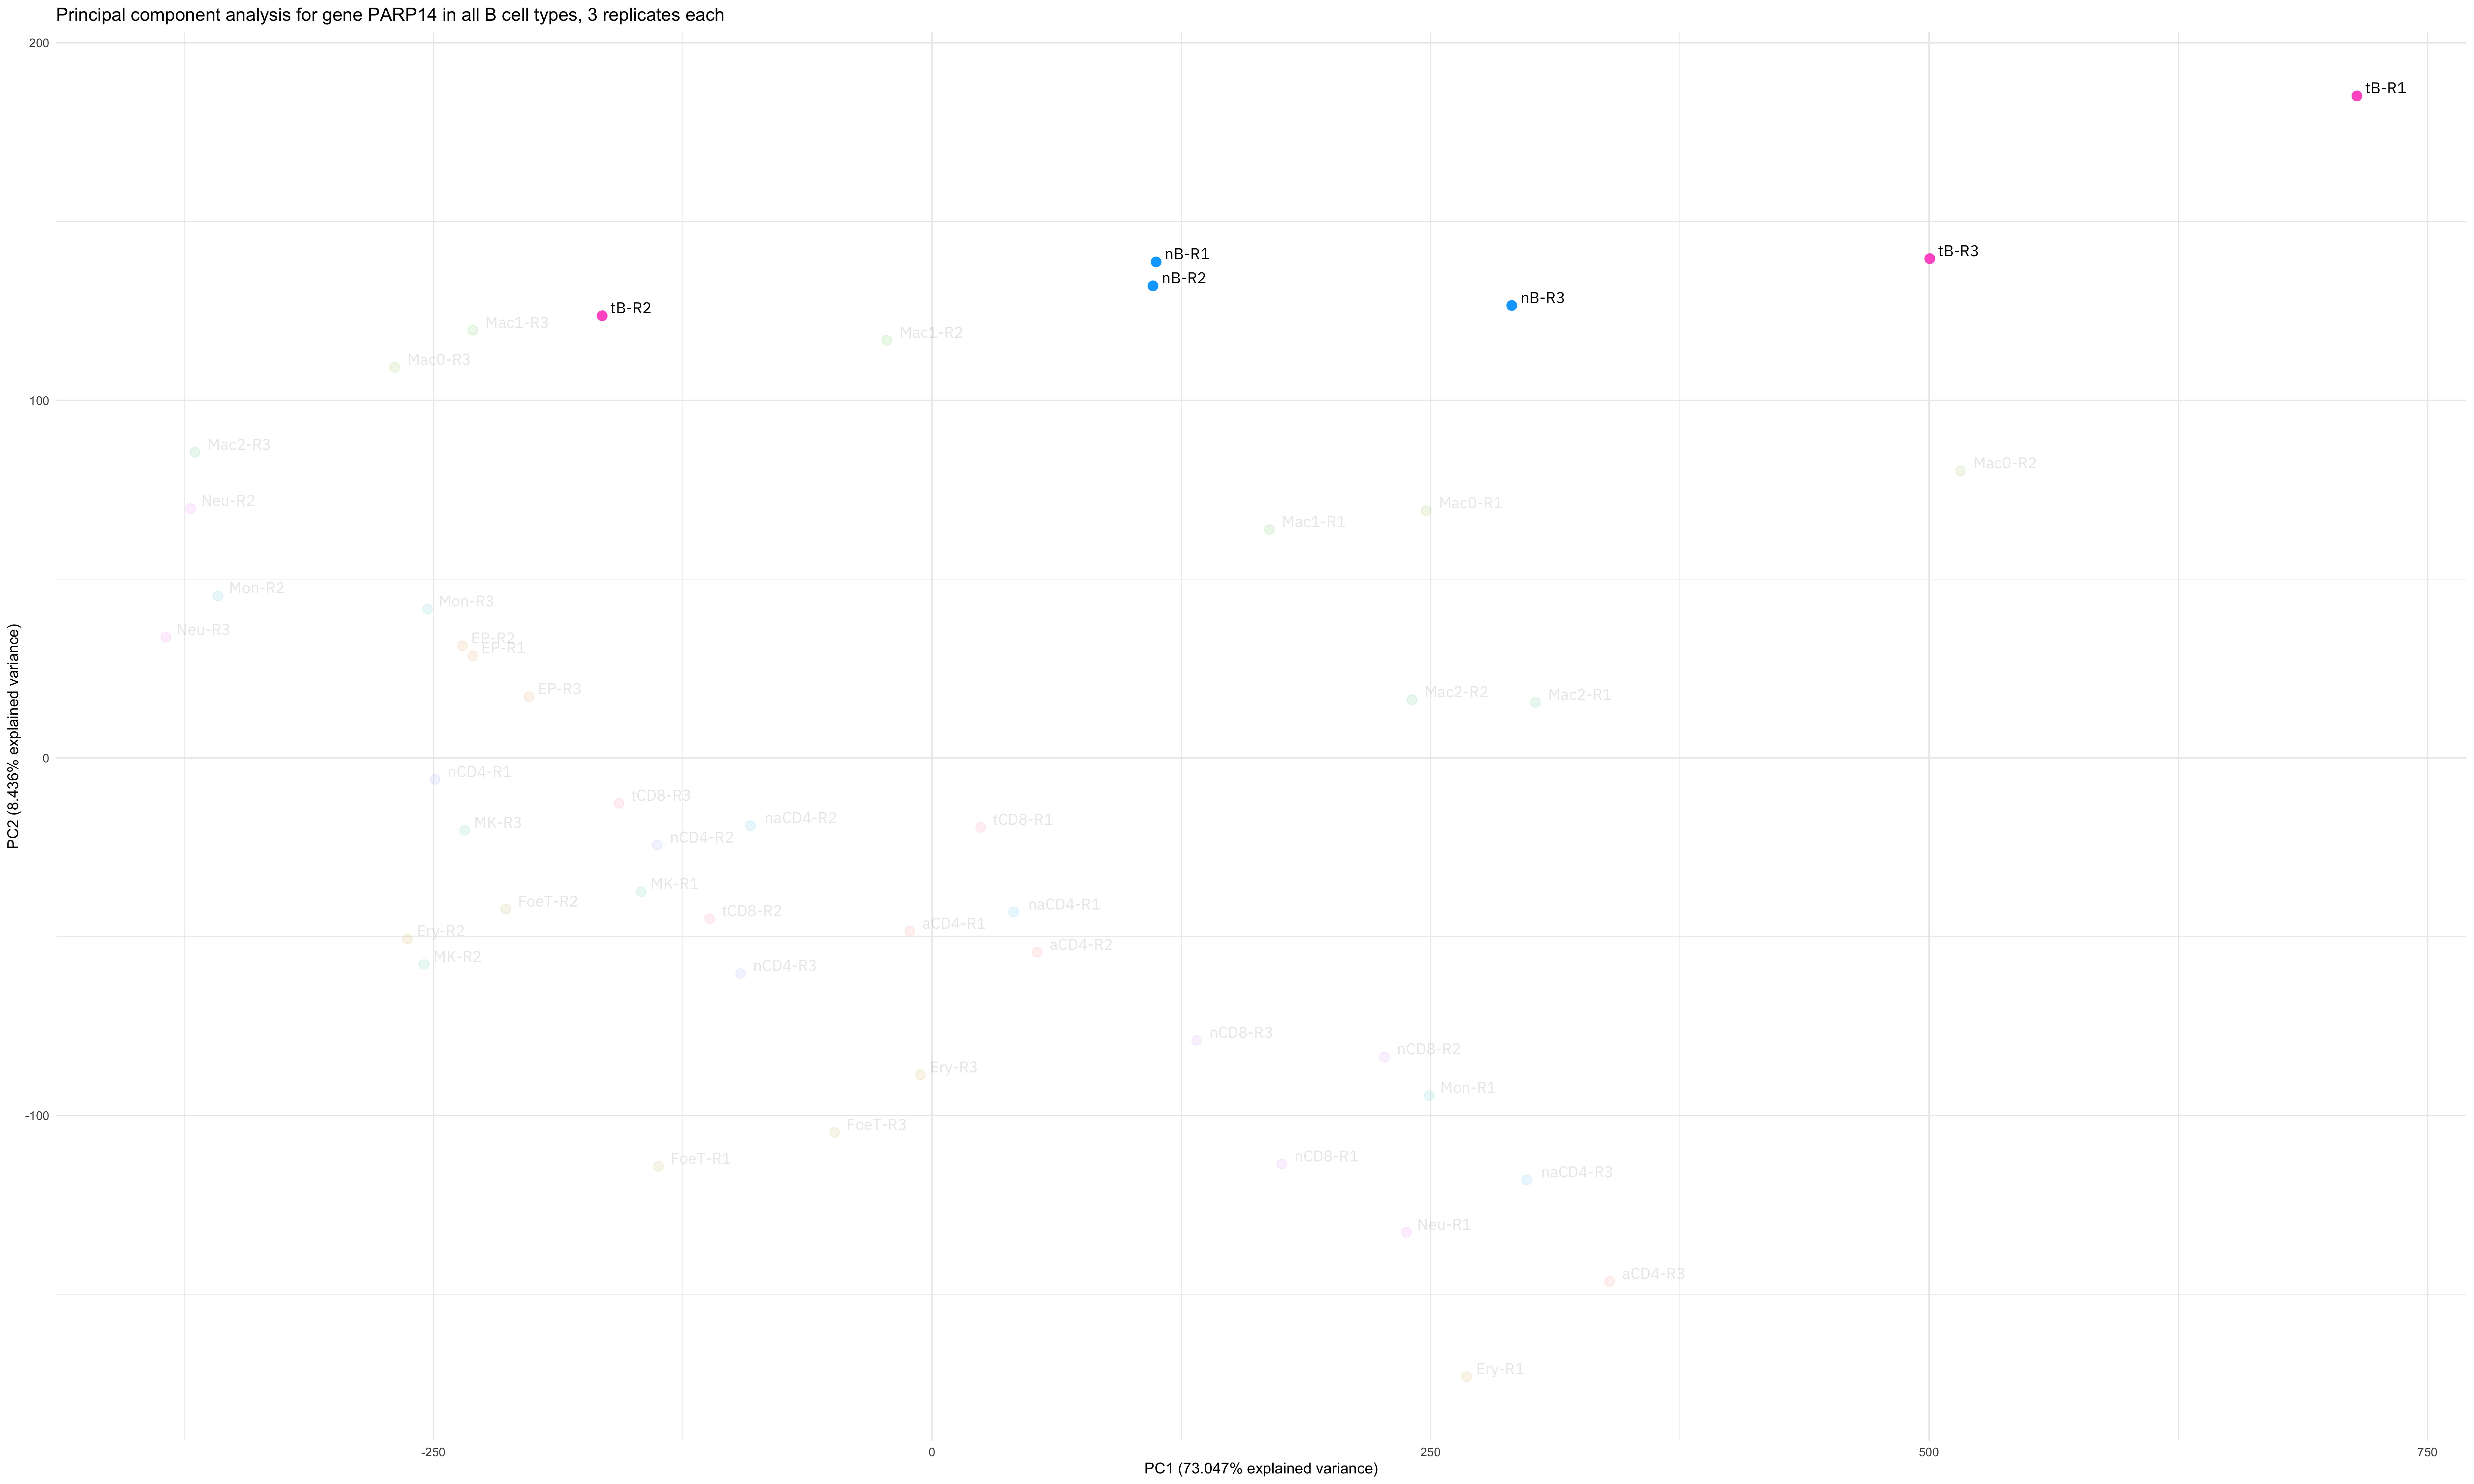 Principal component analysis for gene PARP14 in all B cell types, 3 replicates each
200
tB-R1
nB-R1
tB-R3
nB-R2
nB-R3
tB-R2
Mac1-R3
Mac1-R2
Mac0-R3
100
Mac2-R3
Mac0-R2
Neu-R2
Mac0-R1
Mac1-R1
Mon-R2
Mon-R3
Neu-R3
EP-R2
EP-R1
EP-R3
Mac2-R2
Mac2-R1
0
nCD4-R1
tCD8-R3
MK-R3
naCD4-R2
tCD8-R1
nCD4-R2
MK-R1
FoeT-R2
tCD8-R2
naCD4-R1
aCD4-R1
Ery-R2
aCD4-R2
MK-R2
nCD4-R3
nCD8-R3
nCD8-R2
Ery-R3
Mon-R1
-100
FoeT-R3
FoeT-R1
nCD8-R1
naCD4-R3
Neu-R1
aCD4-R3
Ery-R1
PC2 (8.436% explained variance)
-250
0
250
500
750
PC1 (73.047% explained variance)